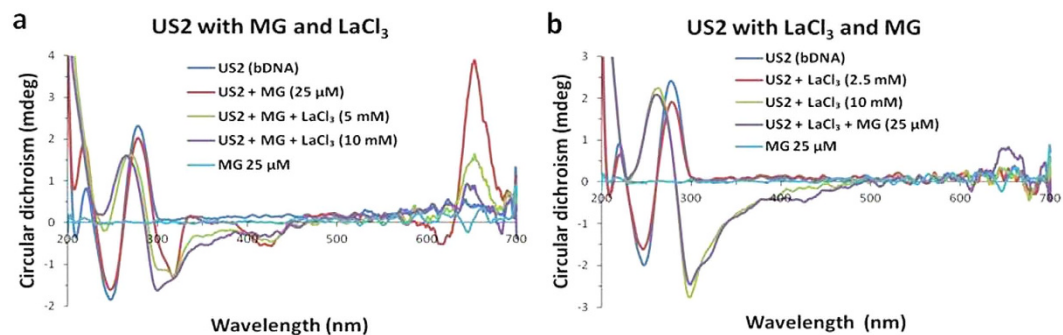 a
US2 with MG and LaCl₃
Circular dichroism (mdeg)
4
3
2
1
0
-1
-2
US2 (bDNA)
US2 + MG (25 µM)
US2 + MG + LaCl₃ (5 mM)
US2 + MG + LaCl₃ (10 mM)
MG 25 µM
200 300 400 500 600 700
Wavelength (nm)
b
US2 with LaCl₃ and MG
Circular dichroism (mdeg)
3
2
1
0
-1
-2
-3
US2 (bDNA)
US2 + LaCl₃ (2.5 mM)
US2 + LaCl₃ (10 mM)
US2 + LaCl₃ + MG (25 µM)
MG 25 µM
200 300 400 500 600 700
Wavelength (nm)